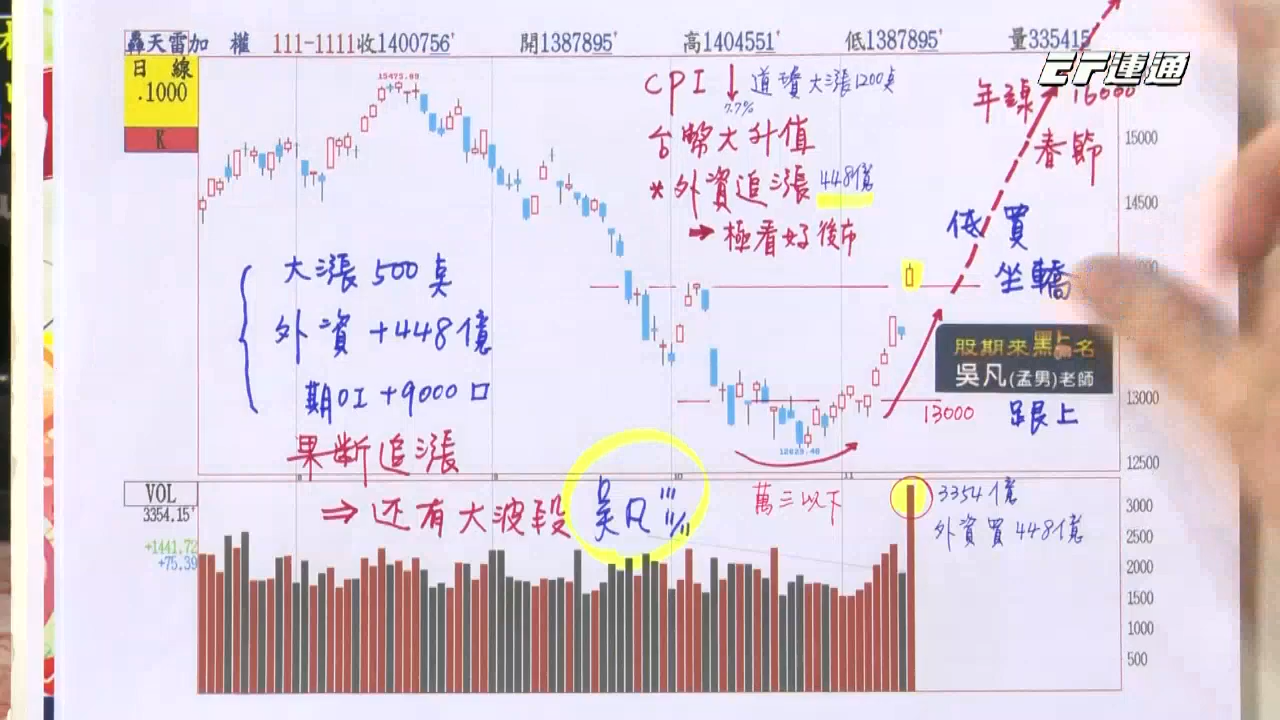 轟天雷加 權 111-1111收1400756' 開1387895' 高1404551' 低1387895' 量335415
日 線
.1000
K
15475.89
CPI ↓ 道瓊大漲1200点
7.7%
台幣大升值
*外資追漲 448億
→ 極看好後市
年線 16000
春節
低買
坐轎
大漲500点
外資+448億
期OI+9000口
果断追漲
⇒ 还有大波段 吳凡 11/11
15000
14500
13000
12500
12629.48
13000
股期來點名
吳凡(孟男)老師
足艮上
萬三以下
9
10
11
VOL
3354.15'
+1441.72
+75.39
3354億
外資買448億
3000
2500
2000
1500
1000
500
運通